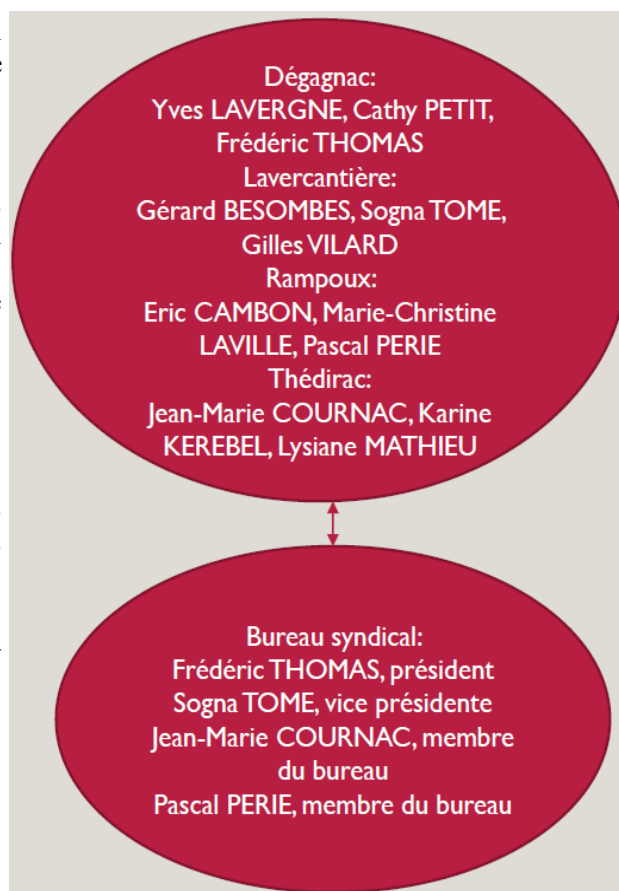 Dégagnac:
Yves LAVERGNE, Cathy PETIT,
Frédéric THOMAS
Lavercantière:
Gérard BESOMBES, Sogna TOME,
Gilles VILARD
Rampoux:
Eric CAMBON, Marie-Christine
LAVILLE, Pascal PERIE
Thédirac:
Jean-Marie COURNAC, Karine
KEREBEL, Lysiane MATHIEU
Bureau syndical:
Frédéric THOMAS, président
Sogna TOME, vice présidente
Jean-Marie COURNAC, membre
du bureau
Pascal PERIE, membre du bureau